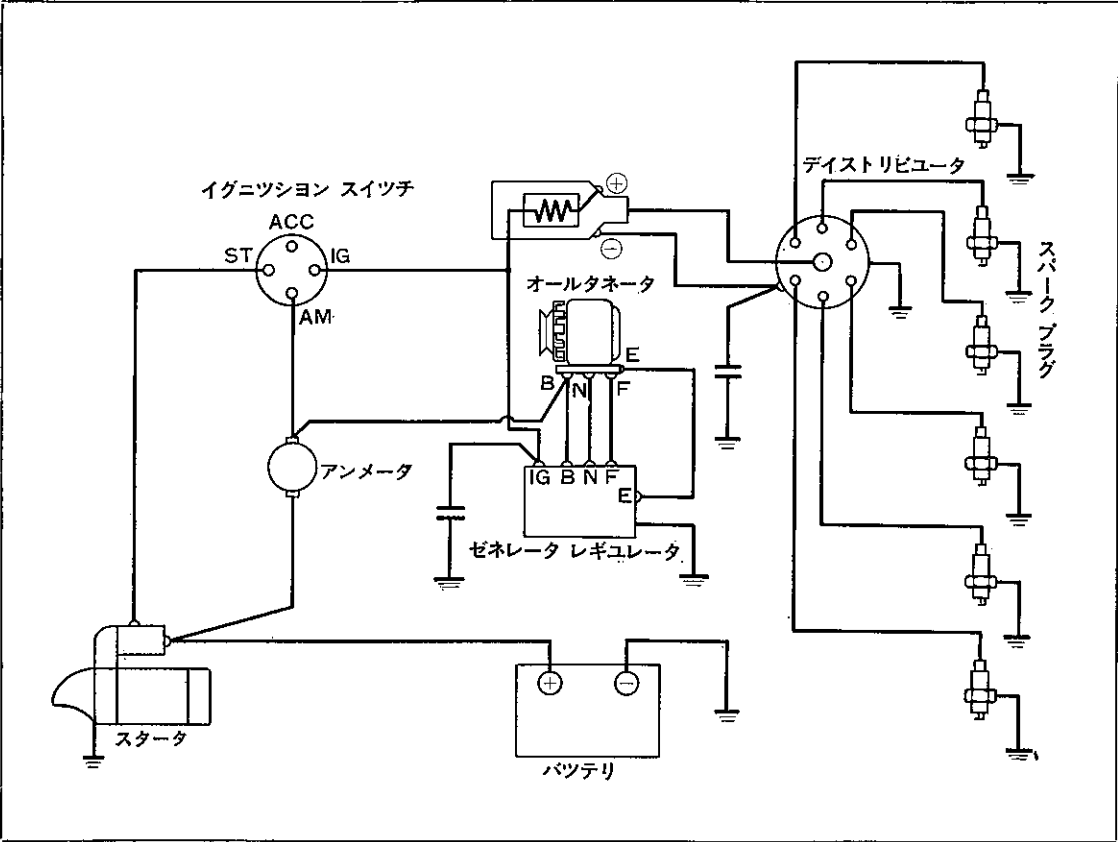 デイストリビユータ
イグニツシヨン スイツチ
⊕
ACC
ST
IG
⊖
スパーク プラグ
オールタネータ
AM
E
B
N
F
アンメータ
IG B N F
E
ゼネレータ レギユレータ
⊕
⊖
スタータ
バツテリ